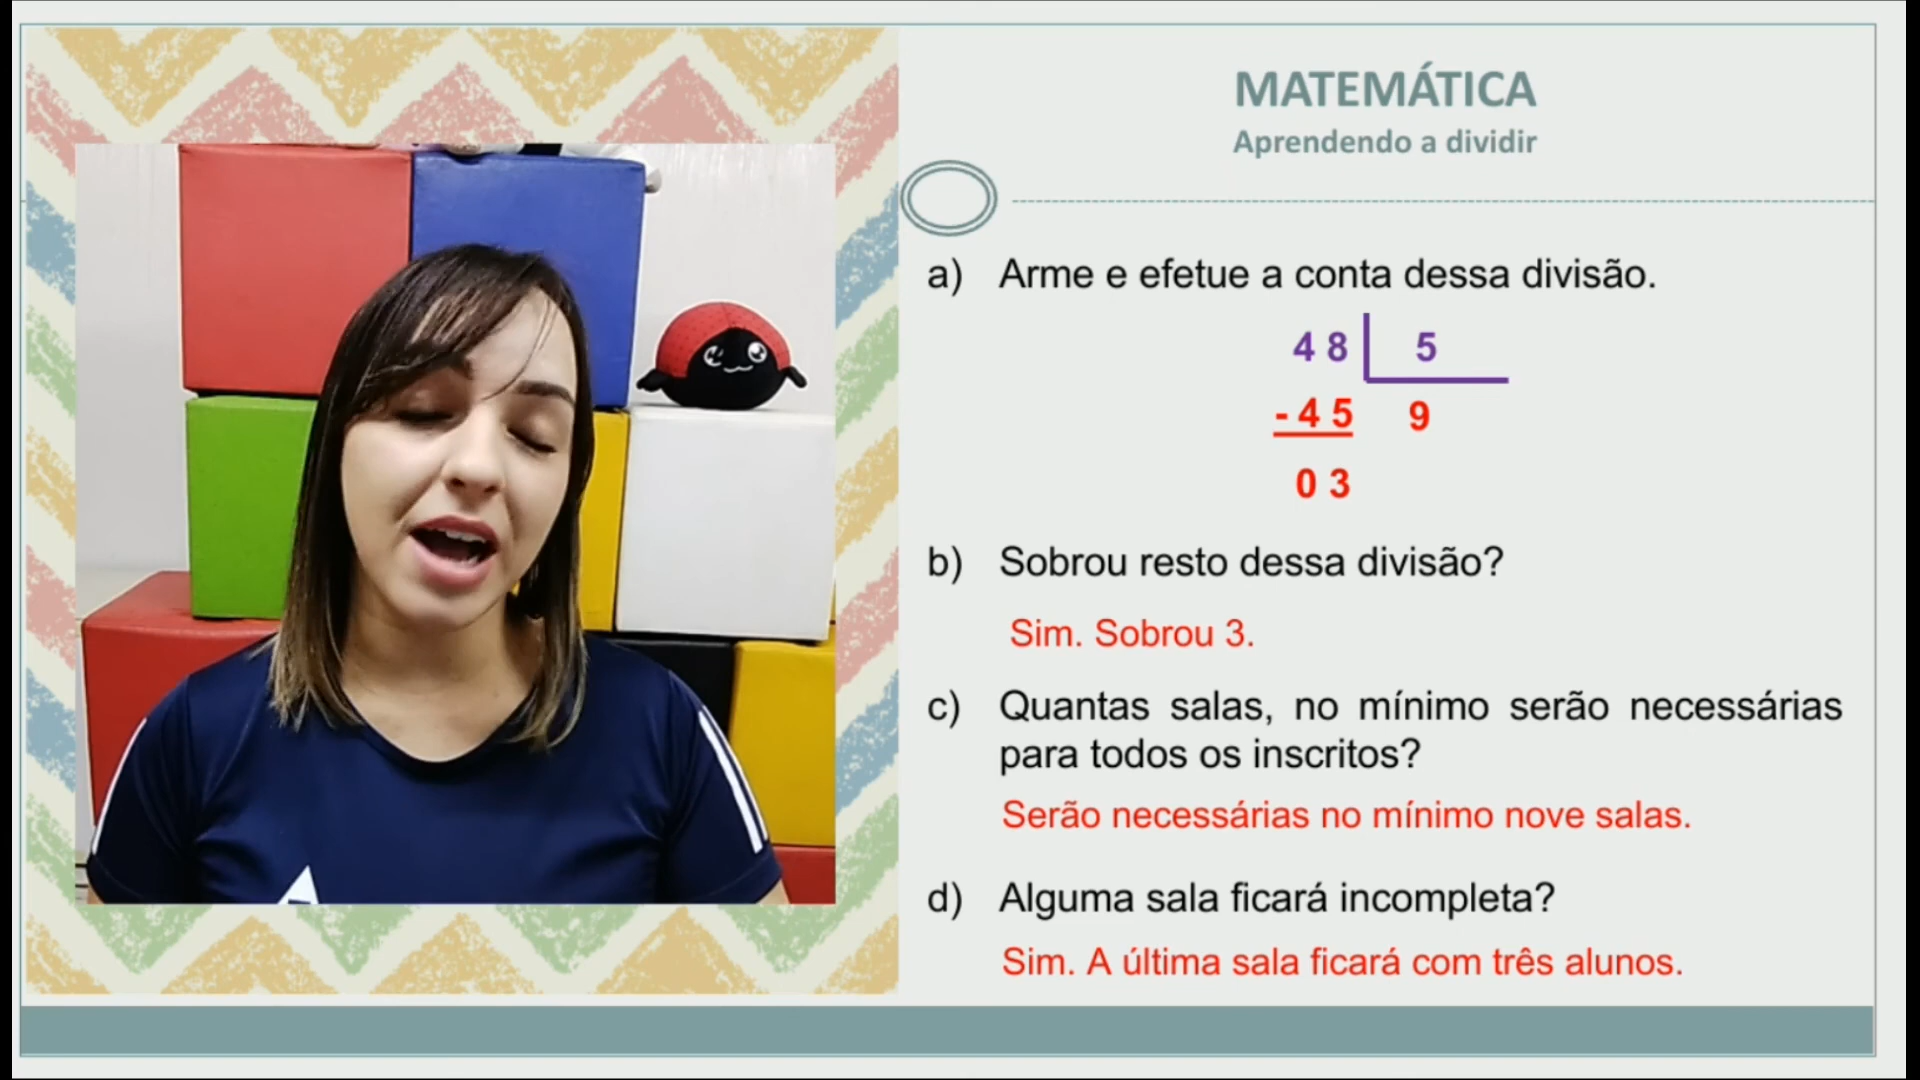 MATEMÁTICA
Aprendendo a dividir
a) Arme e efetue a conta dessa divisão.
4 8 5
- 4 5 9
0 3
b) Sobrou resto dessa divisão?
Sim. Sobrou 3.
c) Quantas salas, no mínimo serão necessárias
para todos os inscritos?
Serão necessárias no mínimo nove salas.
d) Alguma sala ficará incompleta?
Sim. A última sala ficará com três alunos.